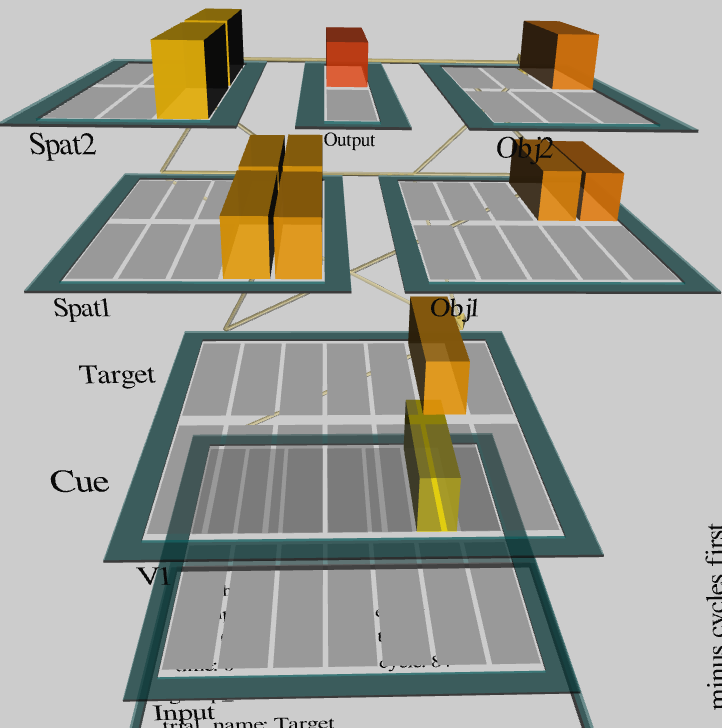 Spat2
Output
Obj2
Spat1
Obj1
Target
Cue
V1
Input
trial_name: Target
minus cycles first